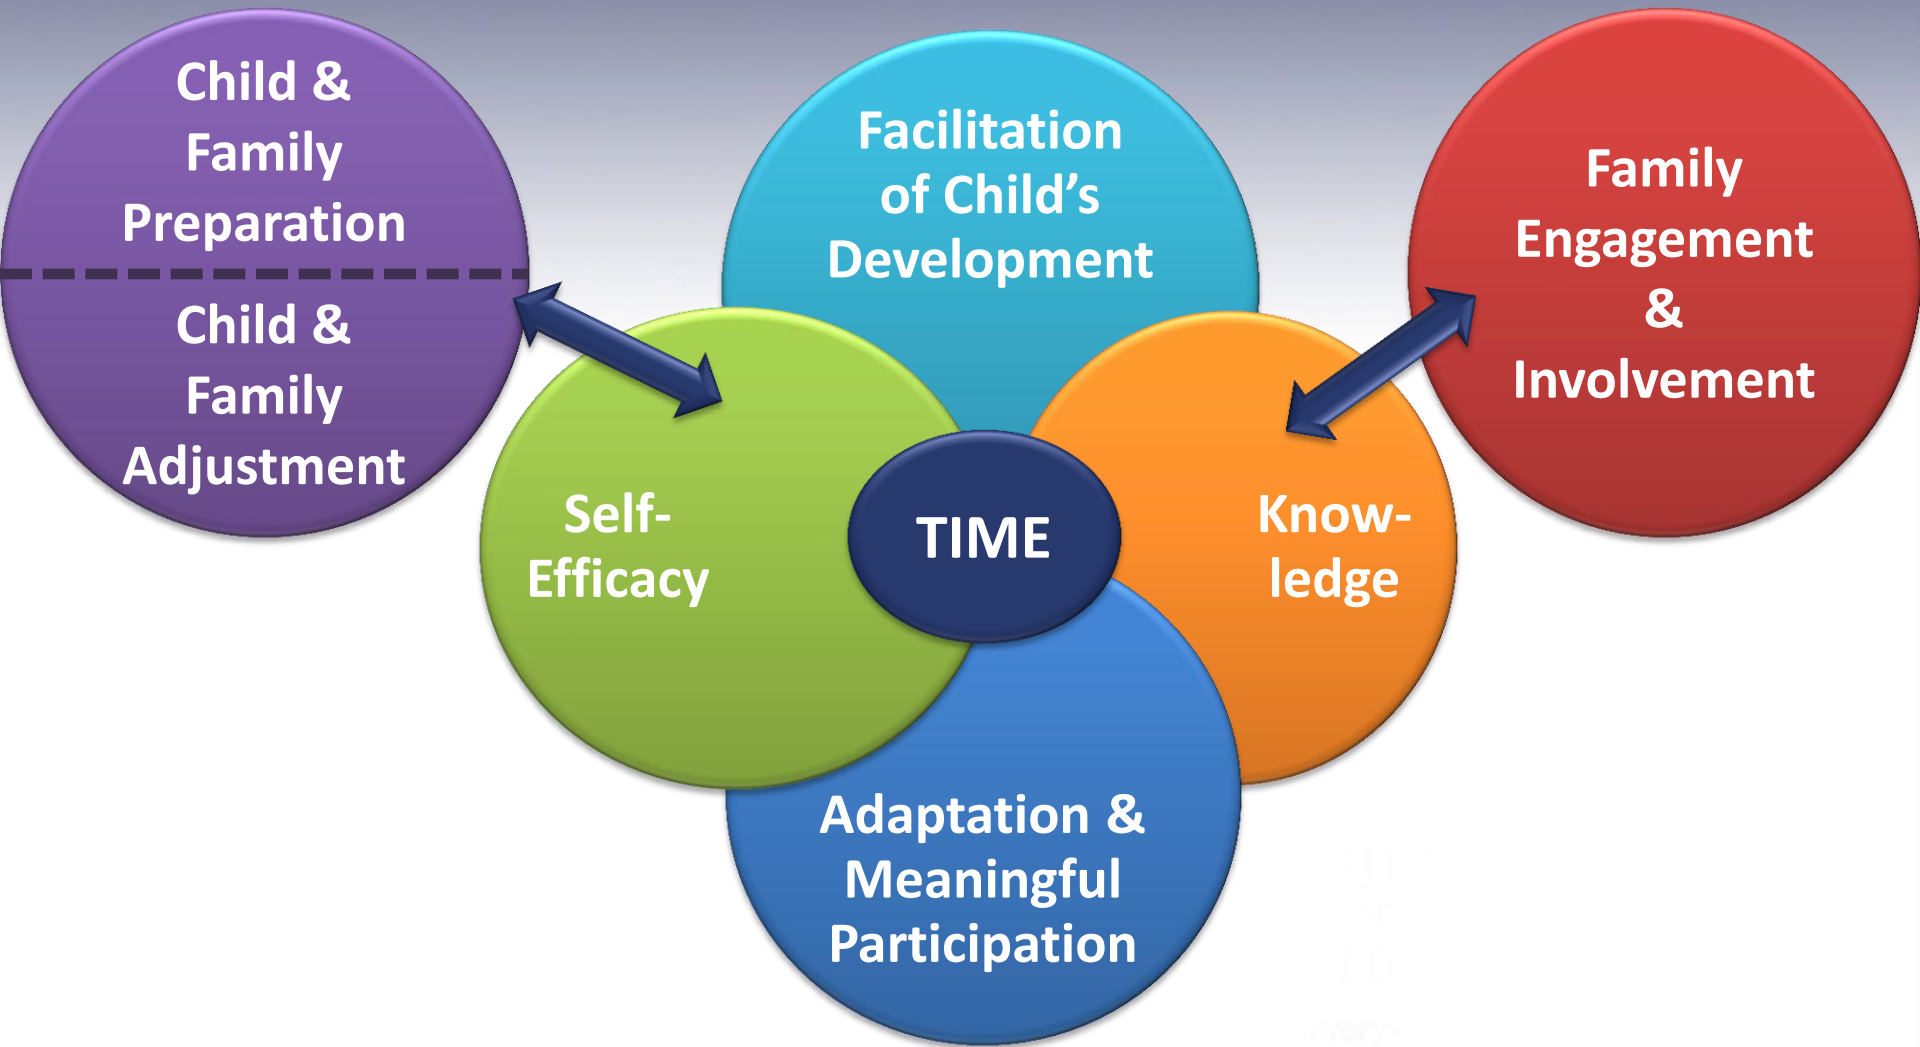 Child &
Family
Preparation
Child &
Family
Adjustment
Facilitation
of Child’s
Development
Family
Engagement
&
Involvement
Self-
Efficacy
TIME
Know-
ledge
Adaptation &
Meaningful
Participation